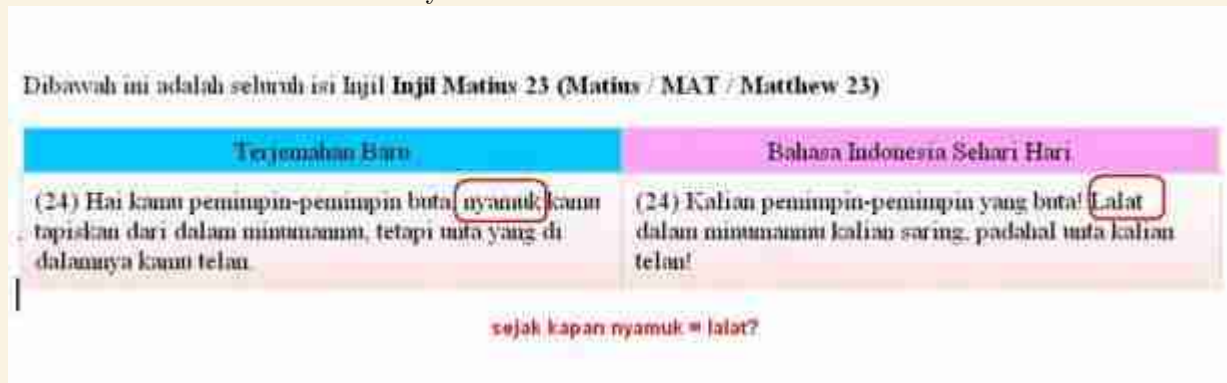 Dibawah ini adalah seluruh isi Injil Injil Matius 23 (Matius / MAT / Matthew 23)
Terjemahan Baru
Bahasa Indonesia Sehari Hari
(24) Hai kamu pemimpin-pemimpin buta, nyamuk kamu
tapiskan dari dalam minumanmu, tetapi unta yang di
dalamnya kamu telan.
(24) Kalian pemimpin-pemimpin yang buta! Lalat
dalam minumanmu kalian saring, padahal unta kalian
telan!
sejak kapan nyamuk = lalat?